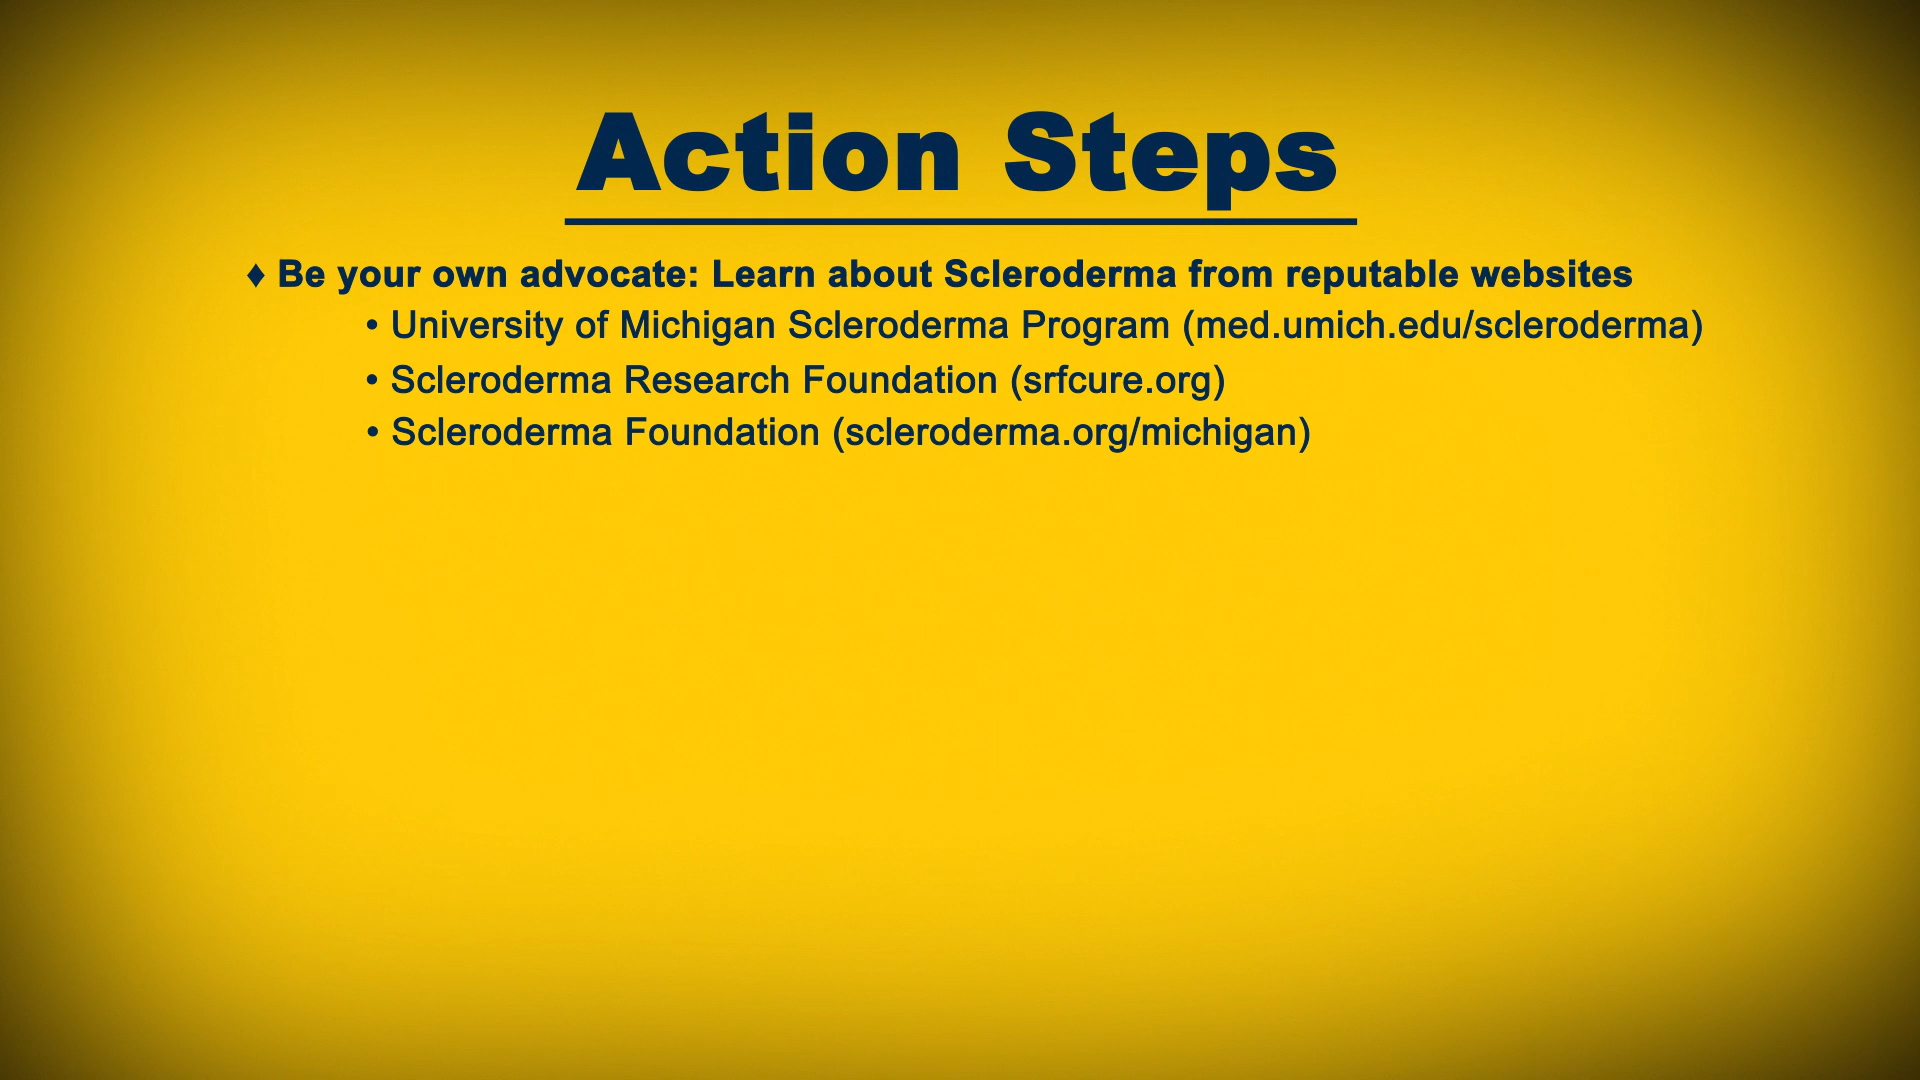 Action Steps
♦ Be your own advocate: Learn about Scleroderma from reputable websites
• University of Michigan Scleroderma Program (med.umich.edu/scleroderma)
• Scleroderma Research Foundation (srfcure.org)
• Scleroderma Foundation (scleroderma.org/michigan)